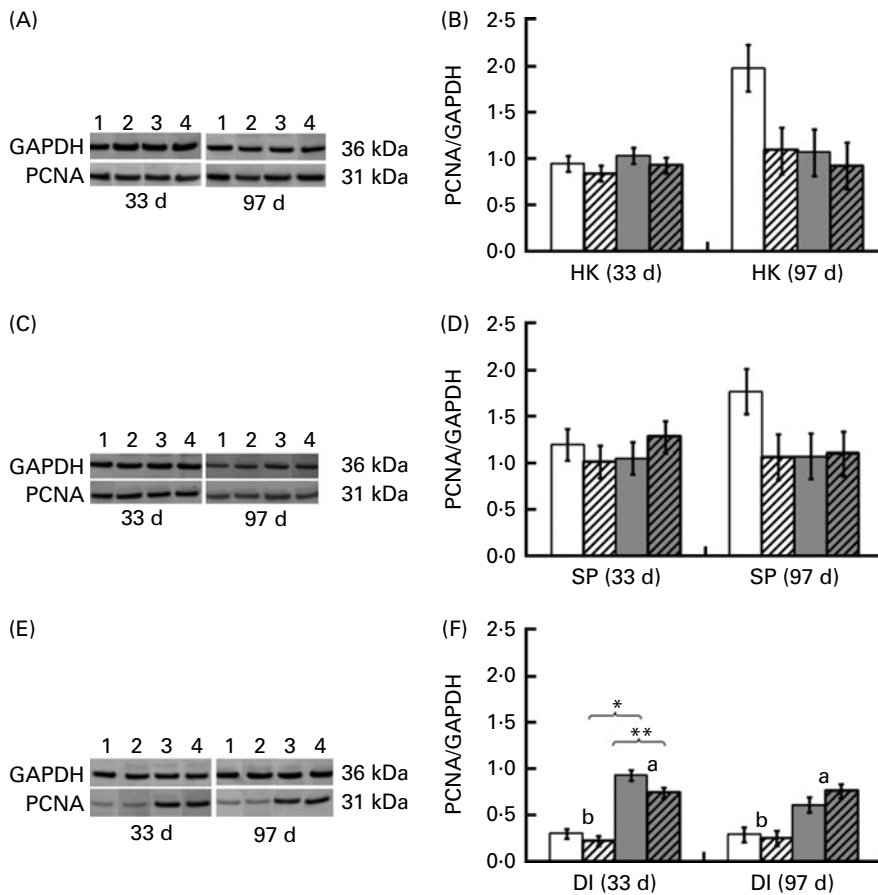 (A)
1 2 3 4 1 2 3 4
GAPDH 36 kDa
PCNA 31 kDa
33 d 97 d
(B)
PCNA/GAPDH
2·5
2·0
1·5
1·0
0·5
0·0
HK (33 d) HK (97 d)
(C)
1 2 3 4 1 2 3 4
GAPDH 36 kDa
PCNA 31 kDa
33 d 97 d
(D)
PCNA/GAPDH
2·5
2·0
1·5
1·0
0·5
0·0
SP (33 d) SP (97 d)
(E)
1 2 3 4 1 2 3 4
GAPDH 36 kDa
PCNA 31 kDa
33 d 97 d
(F)
PCNA/GAPDH
2·5
2·0
1·5
1·0
0·5
0·0
*
**
a
a
b
b
DI (33 d) DI (97 d)